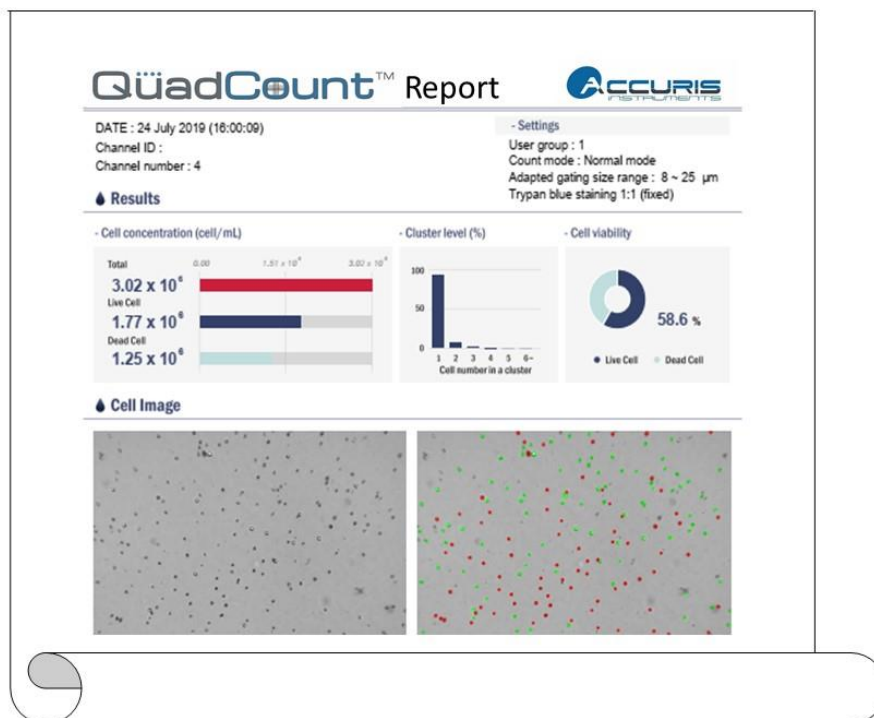 QüadCount™ Report
ACCURIS
INSTRUMENTS
DATE : 24 July 2019 (16:00:09)
Channel ID :
Channel number : 4
- Settings
User group : 1
Count mode : Normal mode
Adapted gating size range : 8 ~ 25 μm
Trypan blue staining 1:1 (fixed)
Results
- Cell concentration (cell/mL)
Total 0.00 1.51 x 10⁶ 3.02 x 10⁶
3.02 x 10⁶
Live Cell
1.77 x 10⁶
Dead Cell
1.25 x 10⁶
- Cluster level (%)
100
50
0
1 2 3 4 5 6~
Cell number in a cluster
- Cell viability
58.6 %
Live Cell Dead Cell
Cell Image